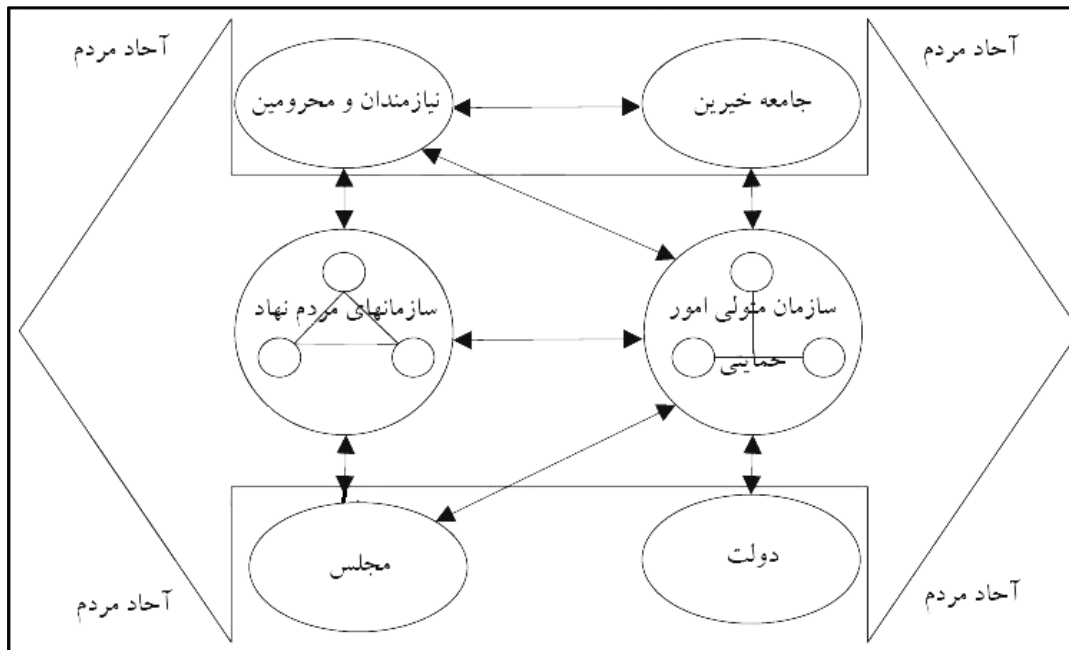 آحاد مردم
آحاد مردم
جامعه خیرین
نیازمندان و محرومین
سازمان متولی امور
حمایتی
سازمانهای مردم نهاد
دولت
مجلس
آحاد مردم
آحاد مردم